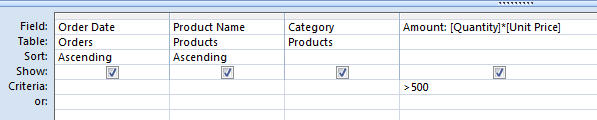 Field: Order Date Product Name Category Amount: [Quantity]*[Unit Price]
Table: Orders Products Products
Sort: Ascending Ascending
Show:
Criteria: >500
or: